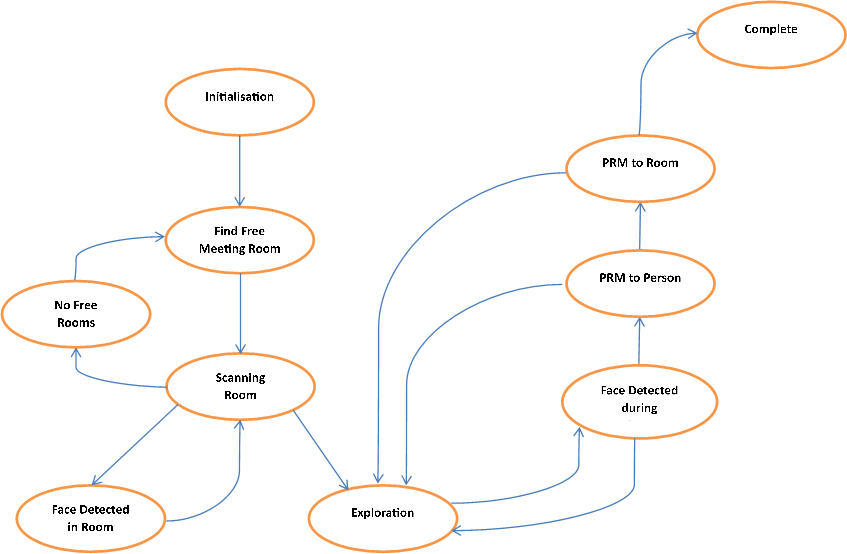 Complete
Initialisation
PRM to Room
Find Free
Meeting Room
PRM to Person
No Free
Rooms
Scanning
Room
Face Detected
during
Face Detected
in Room
Exploration